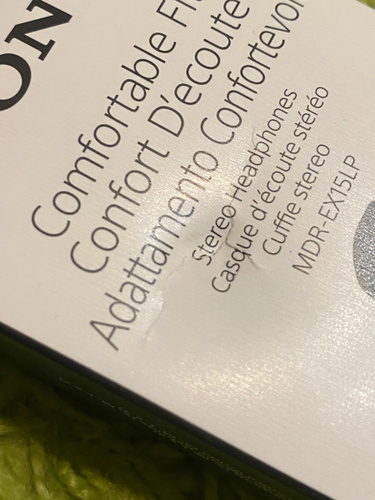 ON
Comfortable Fi
Confort D'écoute
Adattamento Confortevol
Stereo Headphones
Casque d'écoute stéréo
Cuffie stereo
MDR-EX15LP